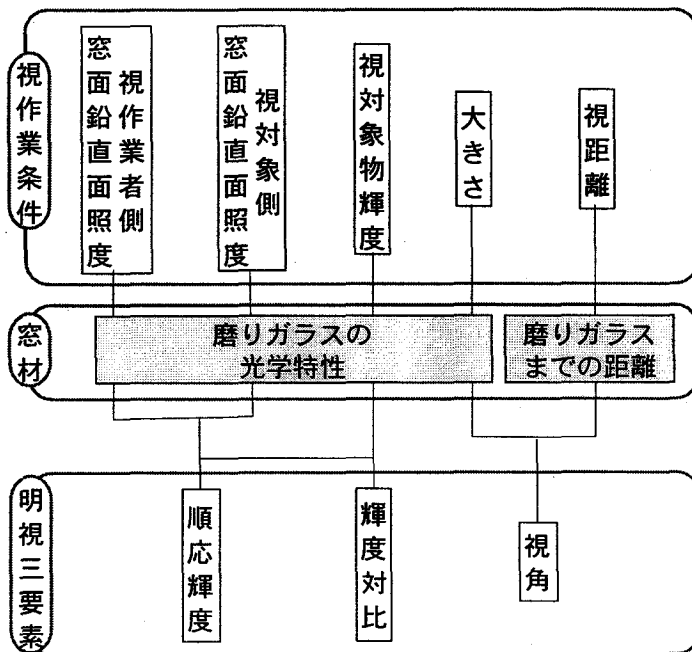 視作業条件
視作業者側
窓面鉛直面照度
視対象側
窓面鉛直面照度
視対象物輝度
大きさ
視距離
窓材
磨りガラスの
光学特性
磨りガラス
までの距離
明視三要素
順応輝度
輝度対比
視角